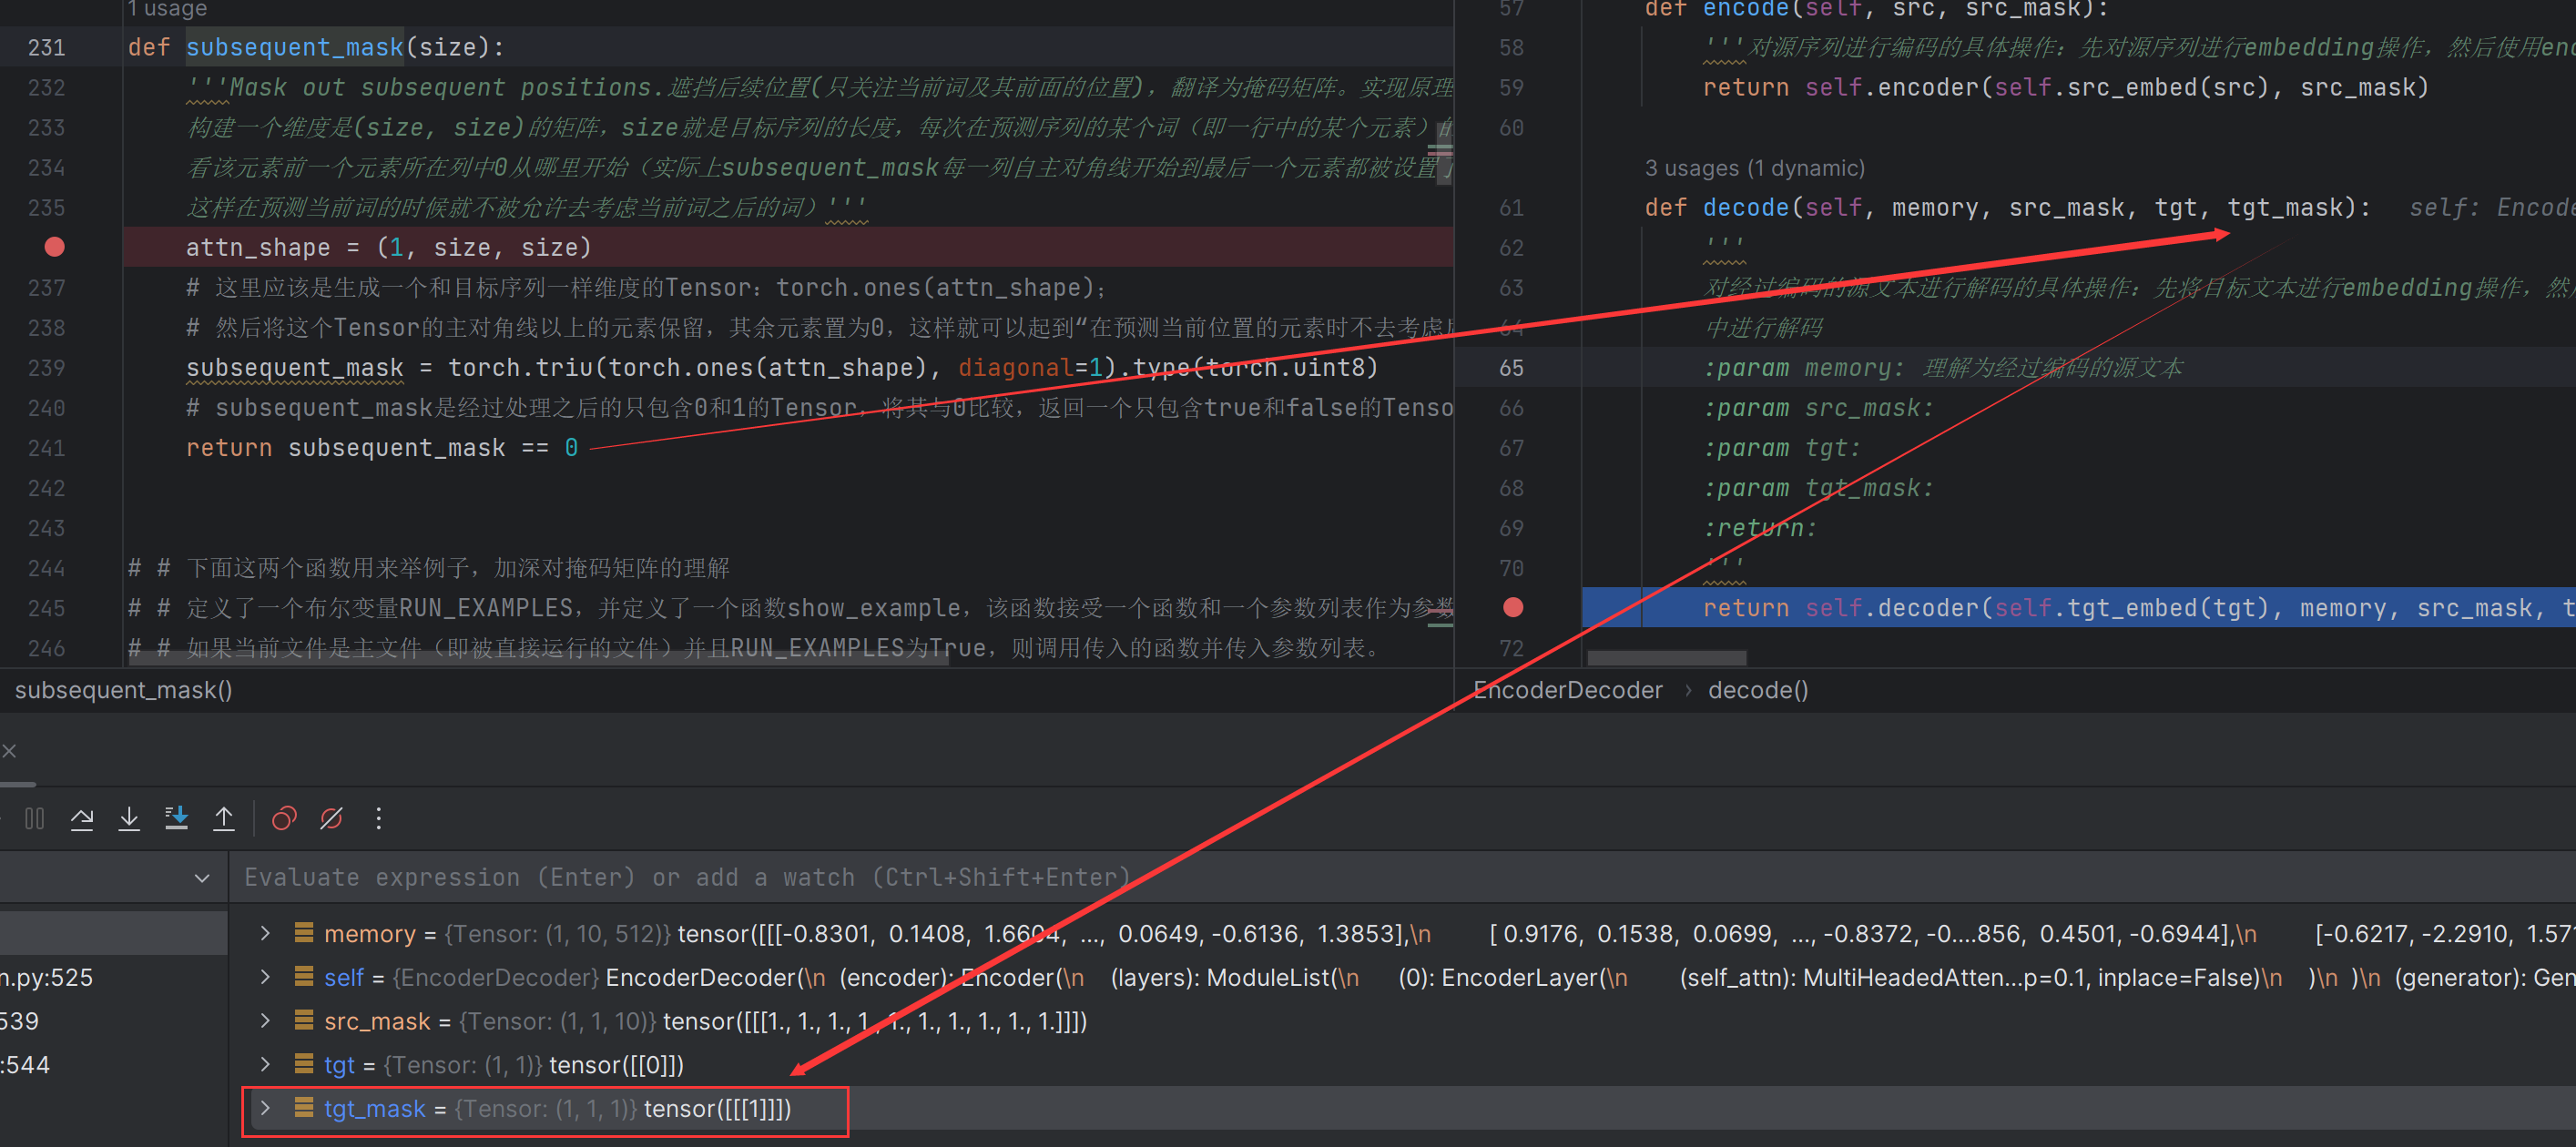 1 usage
231 def subsequent_mask(size):
232 '''Mask out subsequent positions.遮挡后续位置(只关注当前词及其前面的位置)，翻译为掩码矩阵。实现原理
233 构建一个维度是(size, size)的矩阵，size就是目标序列的长度，每次在预测序列的某个词（即一行中的某个元素）的
234 看该元素前一个元素所在列中0从哪里开始（实际上subsequent_mask每一列自主对角线开始到最后一个元素都被设置了
235 这样在预测当前词的时候就不被允许去考虑当前词之后的词）'''
attn_shape = (1, size, size)
237 # 这里应该是生成一个和目标序列一样维度的Tensor：torch.ones(attn_shape)；
238 # 然后将这个Tensor的主对角线以上的元素保留，其余元素置为0，这样就可以起到“在预测当前位置的元素时不去考虑
239 subsequent_mask = torch.triu(torch.ones(attn_shape), diagonal=1).type(torch.uint8)
240 # subsequent_mask是经过处理之后的只包含0和1的Tensor，将其与0比较，返回一个只包含true和false的Tenso
241 return subsequent_mask == 0
242
243
244 # # 下面这两个函数用来举例子，加深对掩码矩阵的理解
245 # # 定义了一个布尔变量RUN_EXAMPLES，并定义了一个函数show_example，该函数接受一个函数和一个参数列表作为参数
246 # # 如果当前文件是主文件（即被直接运行的文件）并且RUN_EXAMPLES为True，则调用传入的函数并传入参数列表。
subsequent_mask()
57 def encode(self, src, src_mask):
58 '''对源序列进行编码的具体操作：先对源序列进行embedding操作，然后使用enc
59 return self.encoder(self.src_embed(src), src_mask)
60
3 usages (1 dynamic)
61 def decode(self, memory, src_mask, tgt, tgt_mask): self: Encode
62 '''
63 对经过编码的源文本进行解码的具体操作：先将目标文本进行embedding操作，然
64 中进行解码
65 :param memory: 理解为经过编码的源文本
66 :param src_mask:
67 :param tgt:
68 :param tgt_mask:
69 :return:
70 '''
return self.decoder(self.tgt_embed(tgt), memory, src_mask, t
72
EncoderDecoder › decode()
Evaluate expression (Enter) or add a watch (Ctrl+Shift+Enter)
memory = {Tensor: (1, 10, 512)} tensor([[[-0.8301, 0.1408, 1.6604, ..., 0.0649, -0.6136, 1.3853],\n [ 0.9176, 0.1538, 0.0699, ..., -0.8372, -0....856, 0.4501, -0.6944],\n [-0.6217, -2.2910, 1.571
n.py:525
self = {EncoderDecoder} EncoderDecoder(\n (encoder): Encoder(\n (layers): ModuleList(\n (0): EncoderLayer(\n (self_attn): MultiHeadedAtten...p=0.1, inplace=False)\n )\n )\n (generator): Gen
539
src_mask = {Tensor: (1, 1, 10)} tensor([[[1., 1., 1., 1., 1., 1., 1., 1., 1., 1.]]])
:544
tgt = {Tensor: (1, 1)} tensor([[0]])
tgt_mask = {Tensor: (1, 1, 1)} tensor([[[1]]])